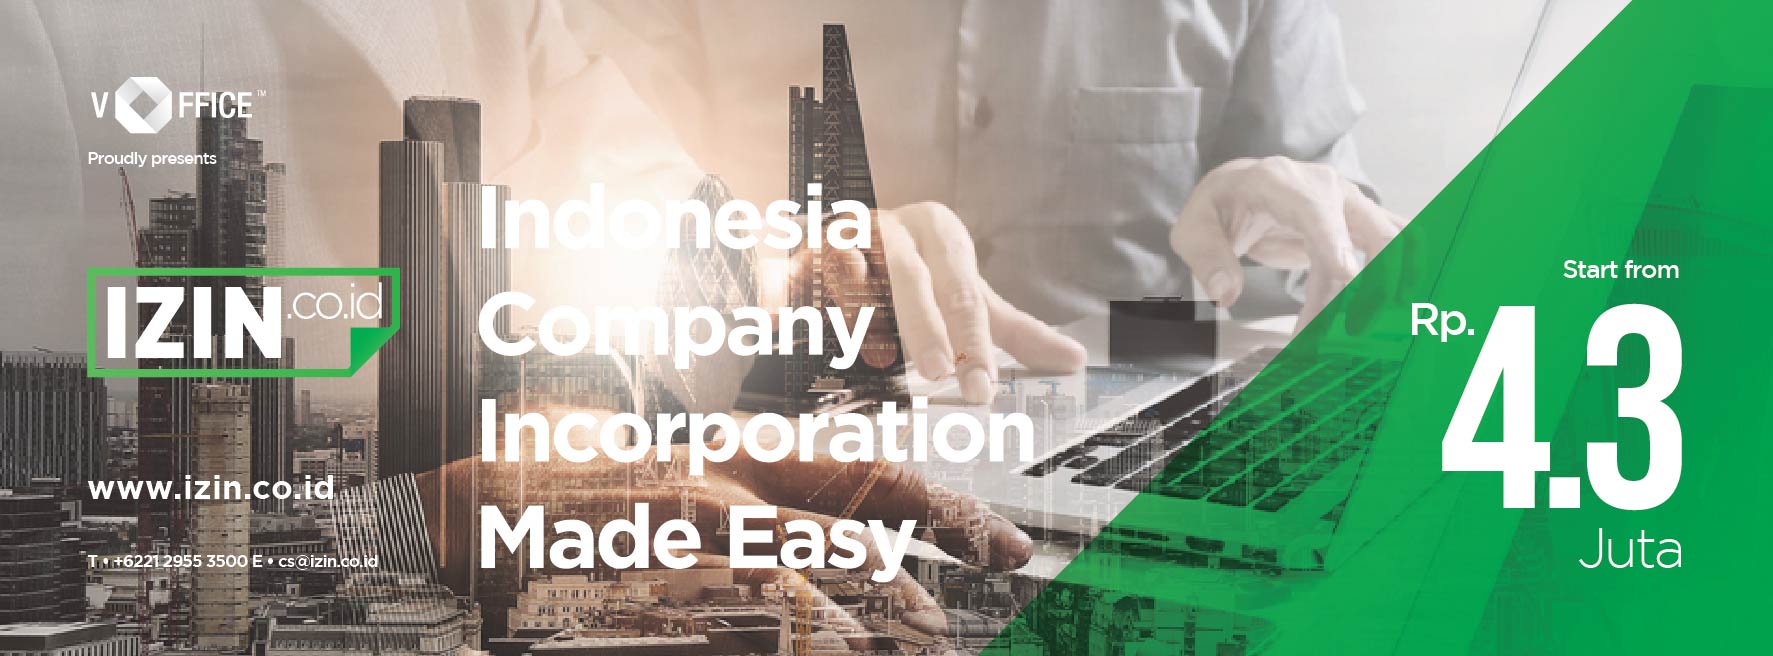 VOFFICE™
Proudly presents
IZIN.co.id
www.izin.co.id
T • +6221 2955 3500 E • cs@izin.co.id
Indonesia
Company
Incorporation
Made Easy
Start from
Rp. 4.3
Juta